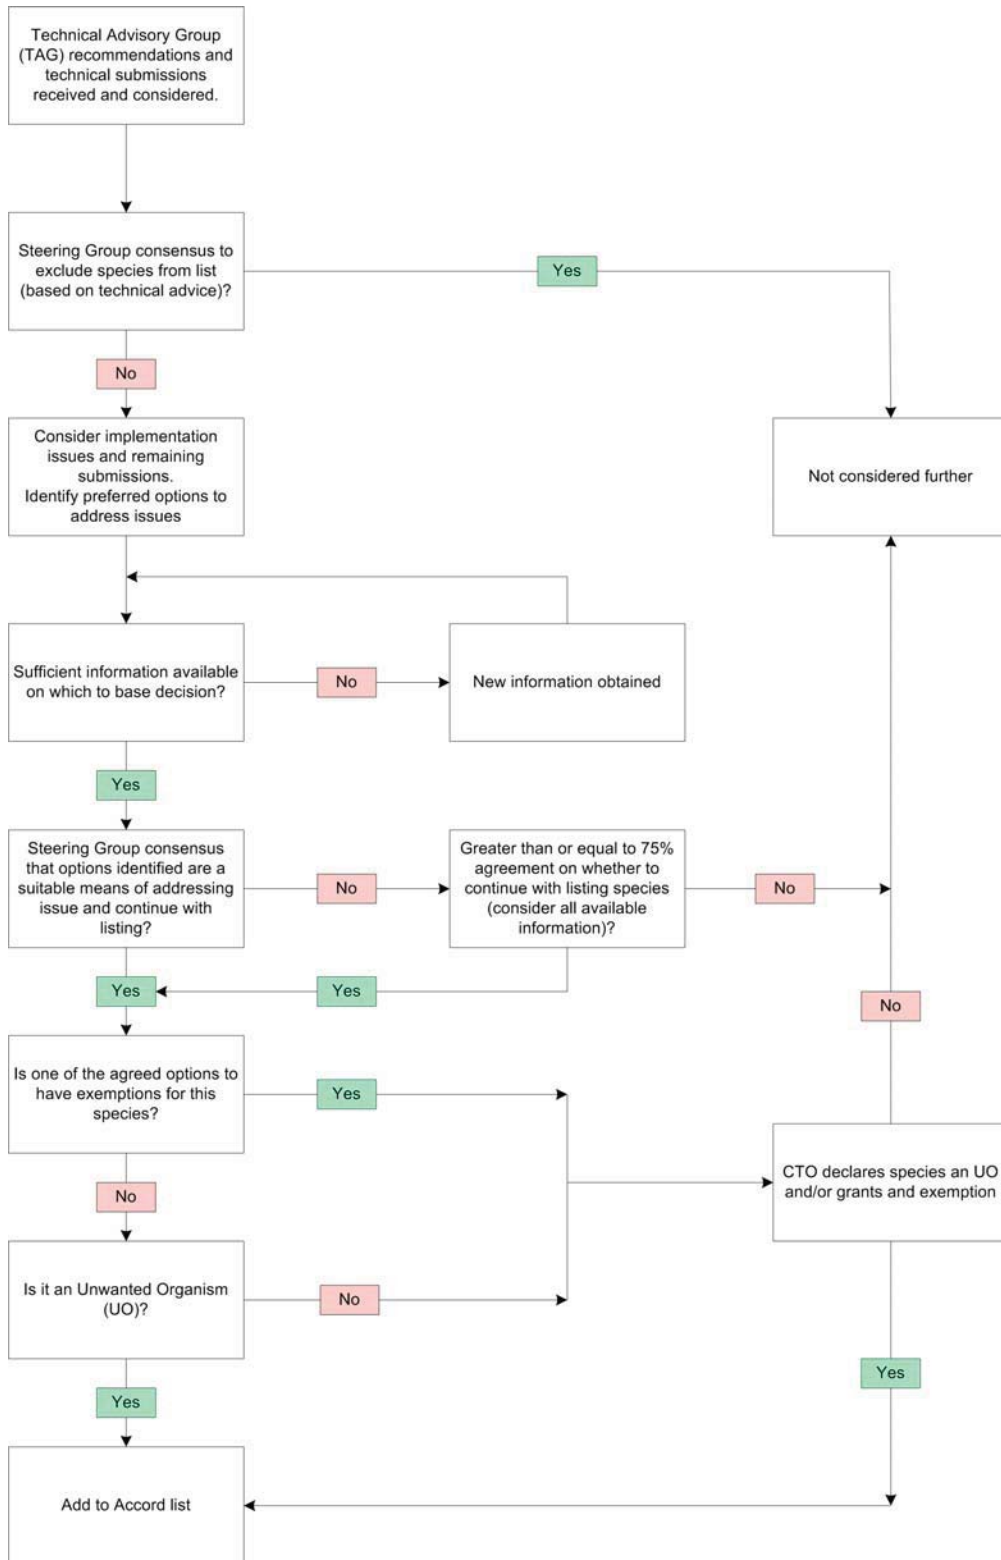 Technical Advisory Group
(TAG) recommendations and
technical submissions
received and considered.
Steering Group consensus to
exclude species from list
(based on technical advice)?
Yes
No
Consider implementation
issues and remaining
submissions.
Identify preferred options to
address issues
Not considered further
Sufficient information available
on which to base decision?
No
New information obtained
Yes
Steering Group consensus
that options identified are a
suitable means of addressing
issue and continue with
listing?
No
Greater than or equal to 75%
agreement on whether to
continue with listing species
(consider all available
information)?
No
Yes
Yes
No
Is one of the agreed options to
have exemptions for this
species?
Yes
CTO declares species an UO
and/or grants and exemption
No
Is it an Unwanted Organism
(UO)?
No
Yes
Yes
Add to Accord list